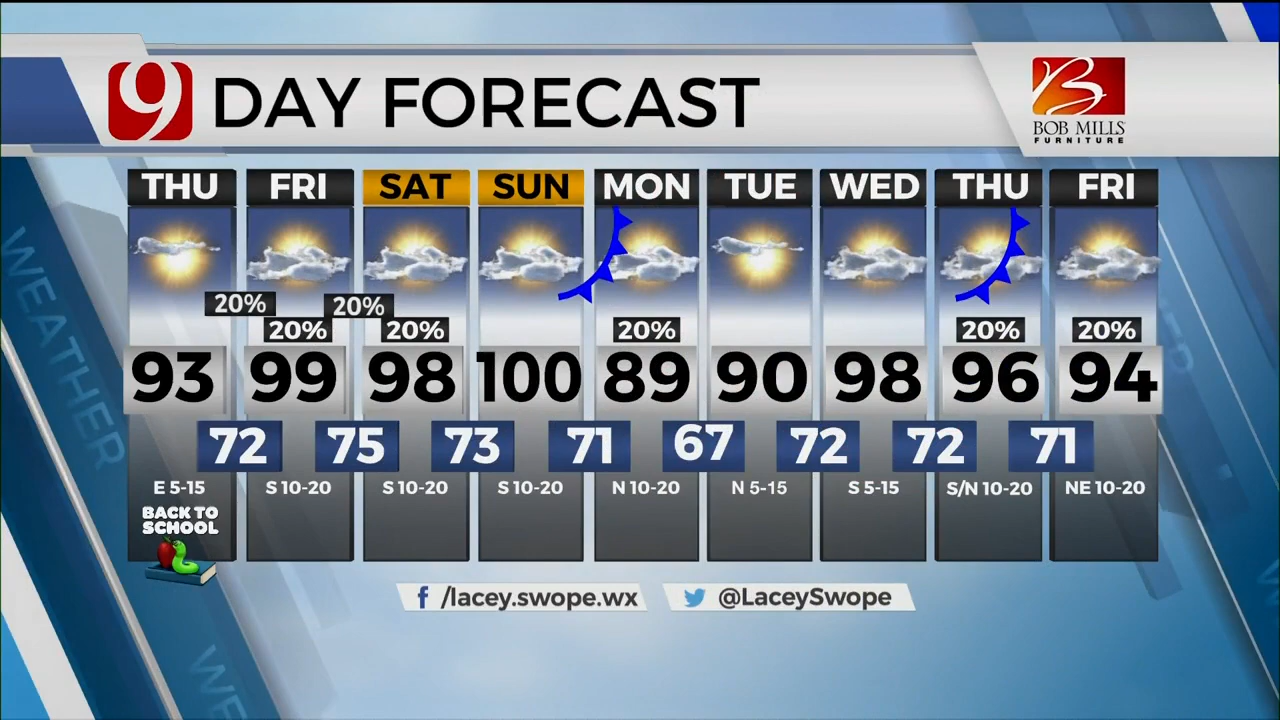 9 DAY FORECAST
BOB MILLS
FURNITURE
THU FRI SAT SUN MON TUE WED THU FRI
20% 20%
20% 20% 20% 20% 20%
93 99 98 100 89 90 98 96 94
72 75 73 71 67 72 72 71
E 5-15 S 10-20 S 10-20 S 10-20 N 10-20 N 5-15 S 5-15 S/N 10-20 NE 10-20
BACK TO
SCHOOL
f /lacey.swope.wx @LaceySwope
WEATHER